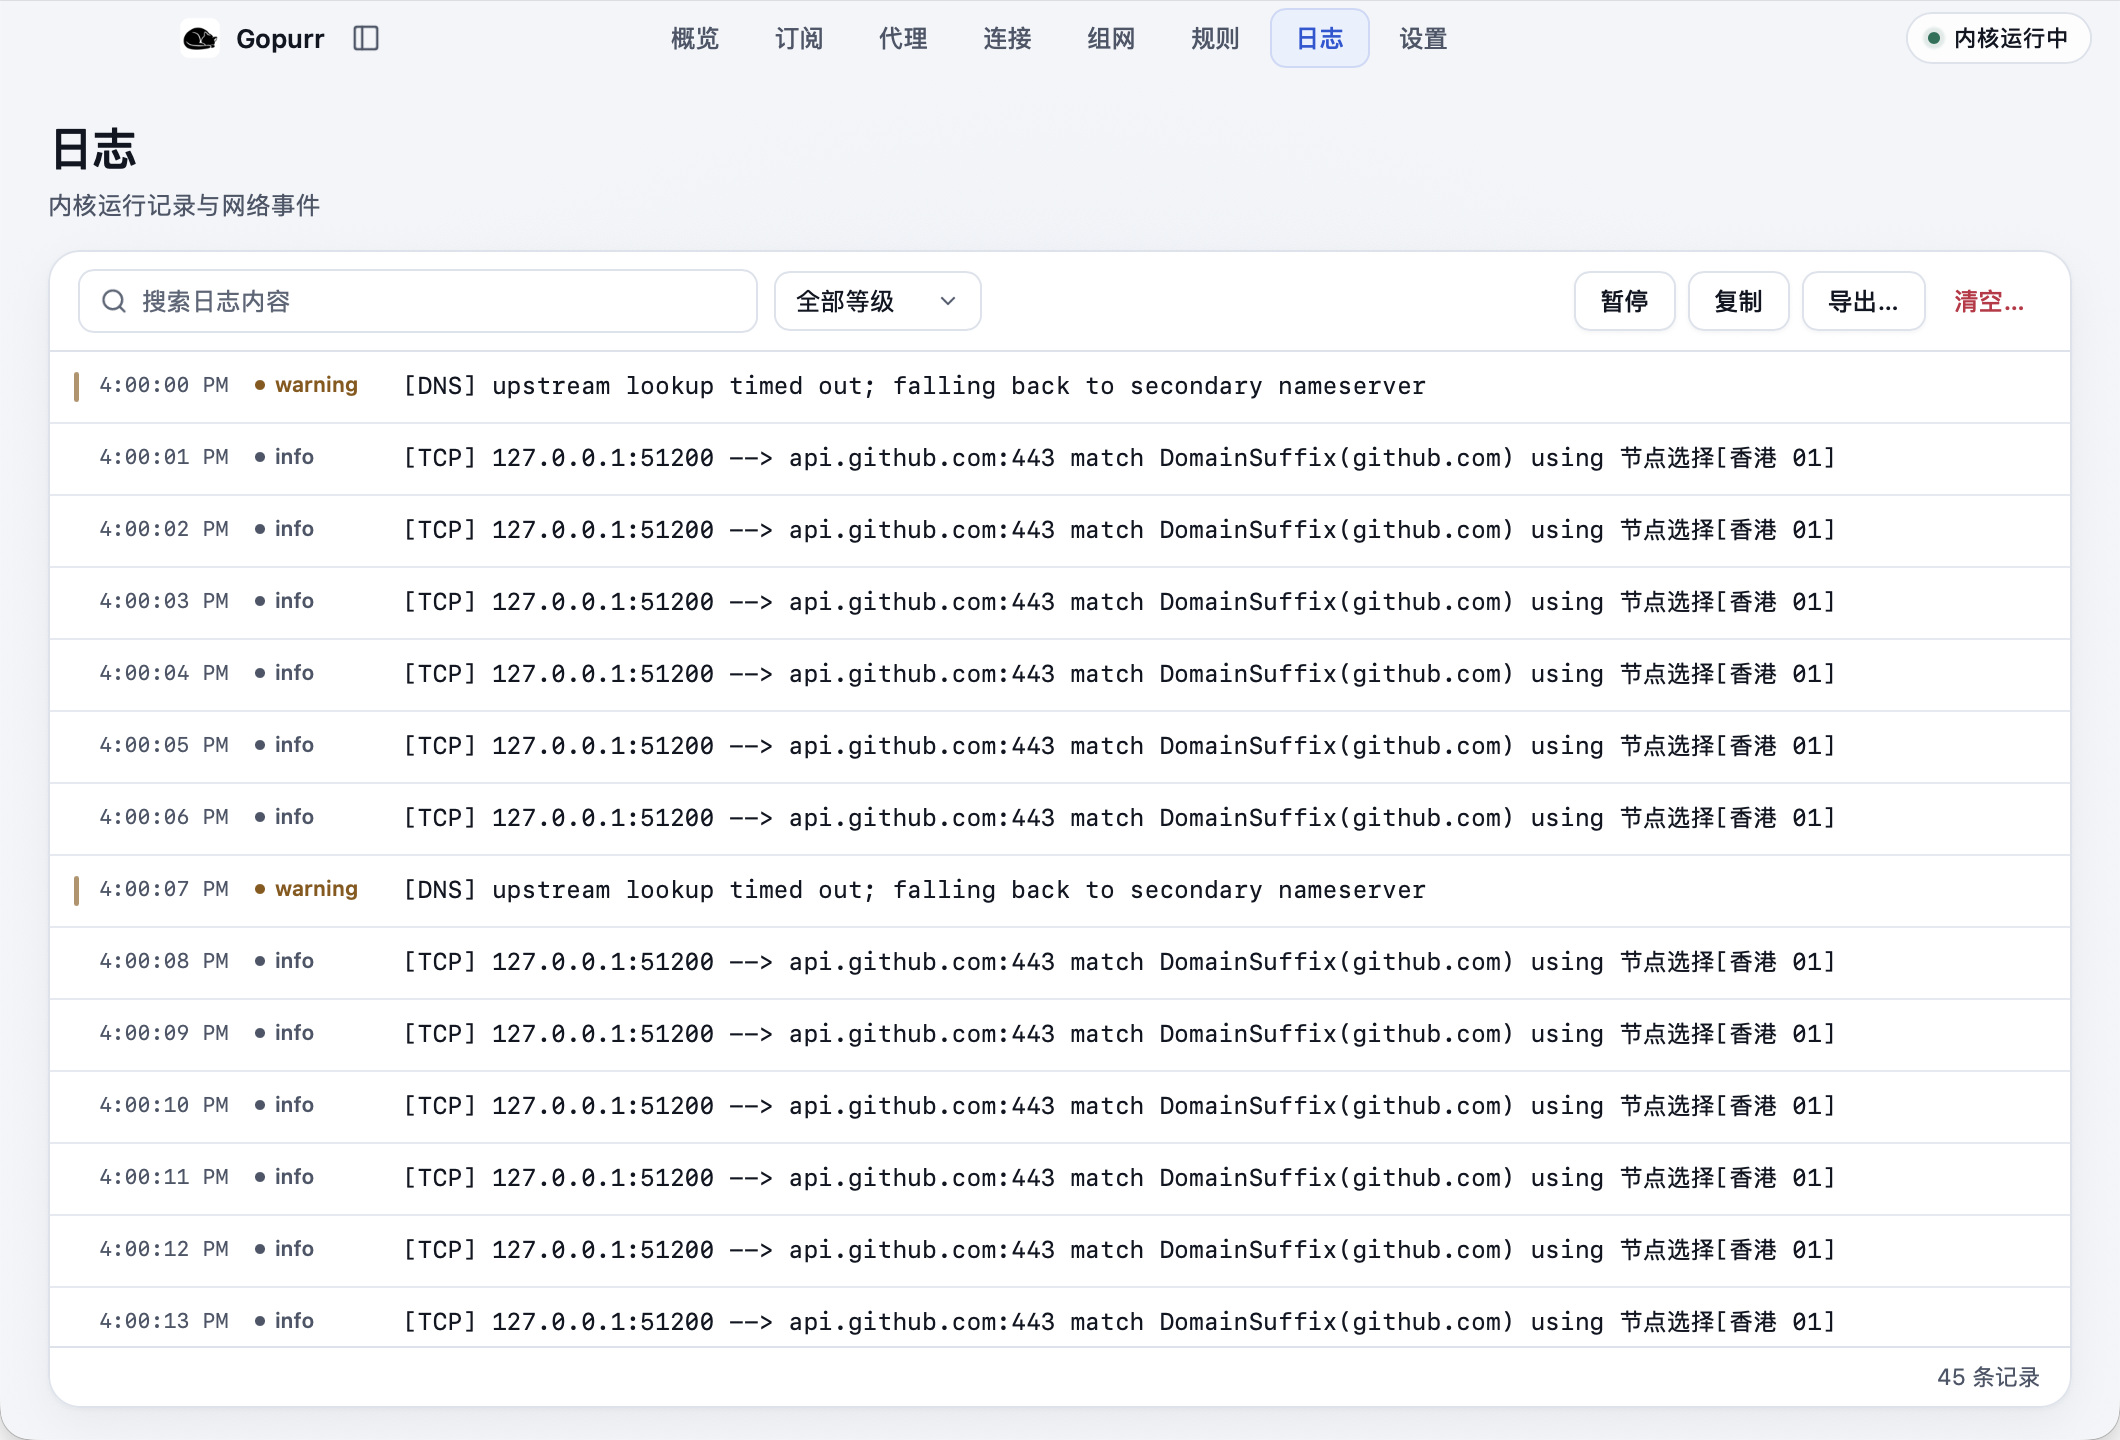 Gopurr 概览 订阅 代理 连接 组网 规则 日志 设置 内核运行中
日志
内核运行记录与网络事件
搜索日志内容 全部等级 暂停 复制 导出... 清空...
4:00:00 PM warning [DNS] upstream lookup timed out; falling back to secondary nameserver
4:00:01 PM info [TCP] 127.0.0.1:51200 --> api.github.com:443 match DomainSuffix(github.com) using 节点选择[香港 01]
4:00:02 PM info [TCP] 127.0.0.1:51200 --> api.github.com:443 match DomainSuffix(github.com) using 节点选择[香港 01]
4:00:03 PM info [TCP] 127.0.0.1:51200 --> api.github.com:443 match DomainSuffix(github.com) using 节点选择[香港 01]
4:00:04 PM info [TCP] 127.0.0.1:51200 --> api.github.com:443 match DomainSuffix(github.com) using 节点选择[香港 01]
4:00:05 PM info [TCP] 127.0.0.1:51200 --> api.github.com:443 match DomainSuffix(github.com) using 节点选择[香港 01]
4:00:06 PM info [TCP] 127.0.0.1:51200 --> api.github.com:443 match DomainSuffix(github.com) using 节点选择[香港 01]
4:00:07 PM warning [DNS] upstream lookup timed out; falling back to secondary nameserver
4:00:08 PM info [TCP] 127.0.0.1:51200 --> api.github.com:443 match DomainSuffix(github.com) using 节点选择[香港 01]
4:00:09 PM info [TCP] 127.0.0.1:51200 --> api.github.com:443 match DomainSuffix(github.com) using 节点选择[香港 01]
4:00:10 PM info [TCP] 127.0.0.1:51200 --> api.github.com:443 match DomainSuffix(github.com) using 节点选择[香港 01]
4:00:11 PM info [TCP] 127.0.0.1:51200 --> api.github.com:443 match DomainSuffix(github.com) using 节点选择[香港 01]
4:00:12 PM info [TCP] 127.0.0.1:51200 --> api.github.com:443 match DomainSuffix(github.com) using 节点选择[香港 01]
4:00:13 PM info [TCP] 127.0.0.1:51200 --> api.github.com:443 match DomainSuffix(github.com) using 节点选择[香港 01]
45 条记录